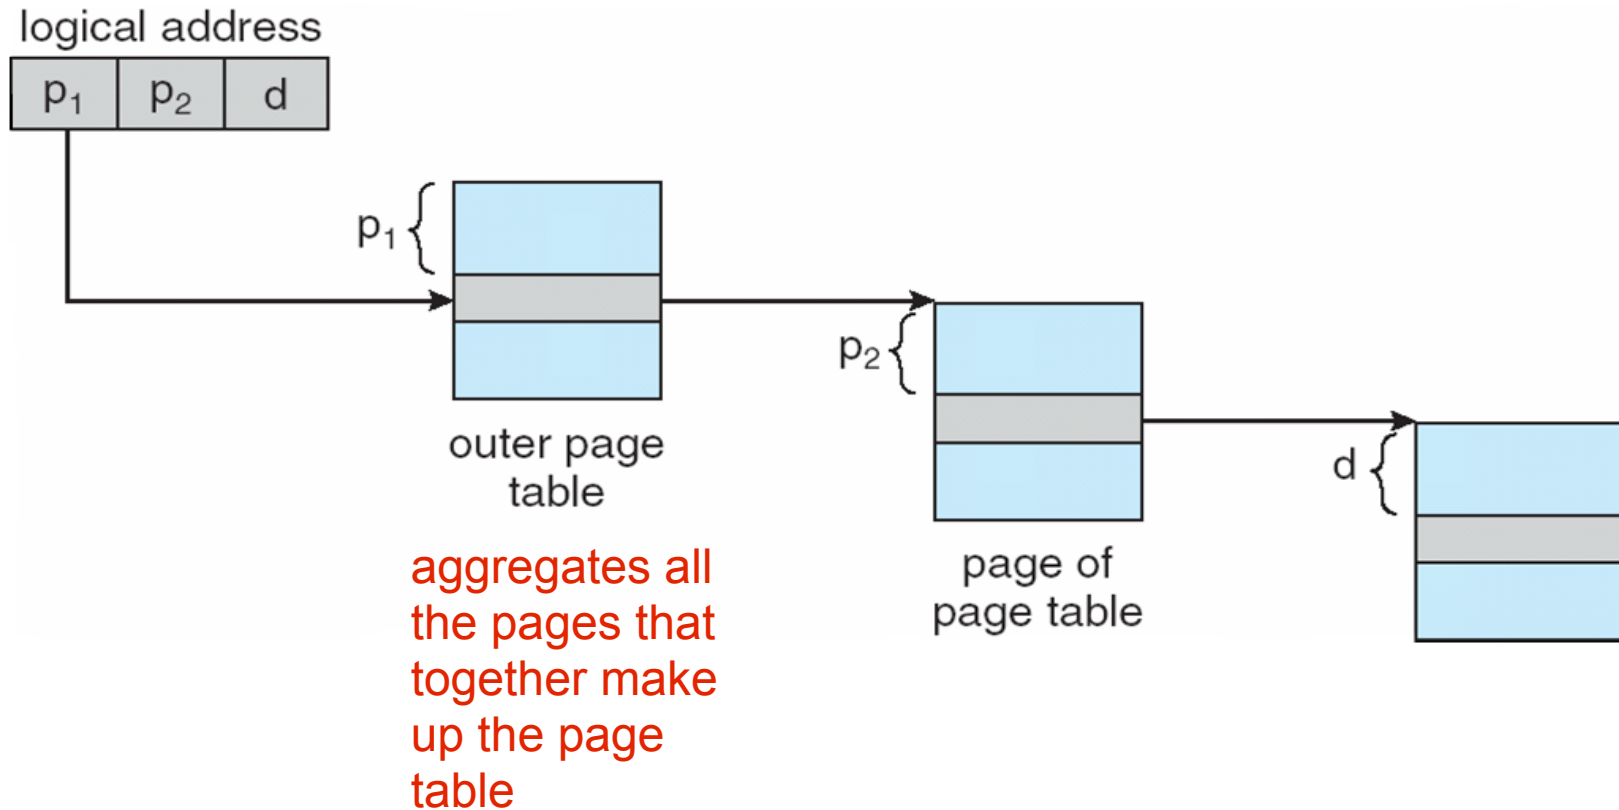 logical address
p₁ p₂ d
p₁
outer page
table
aggregates all
the pages that
together make
up the page
table
p₂
page of
page table
d